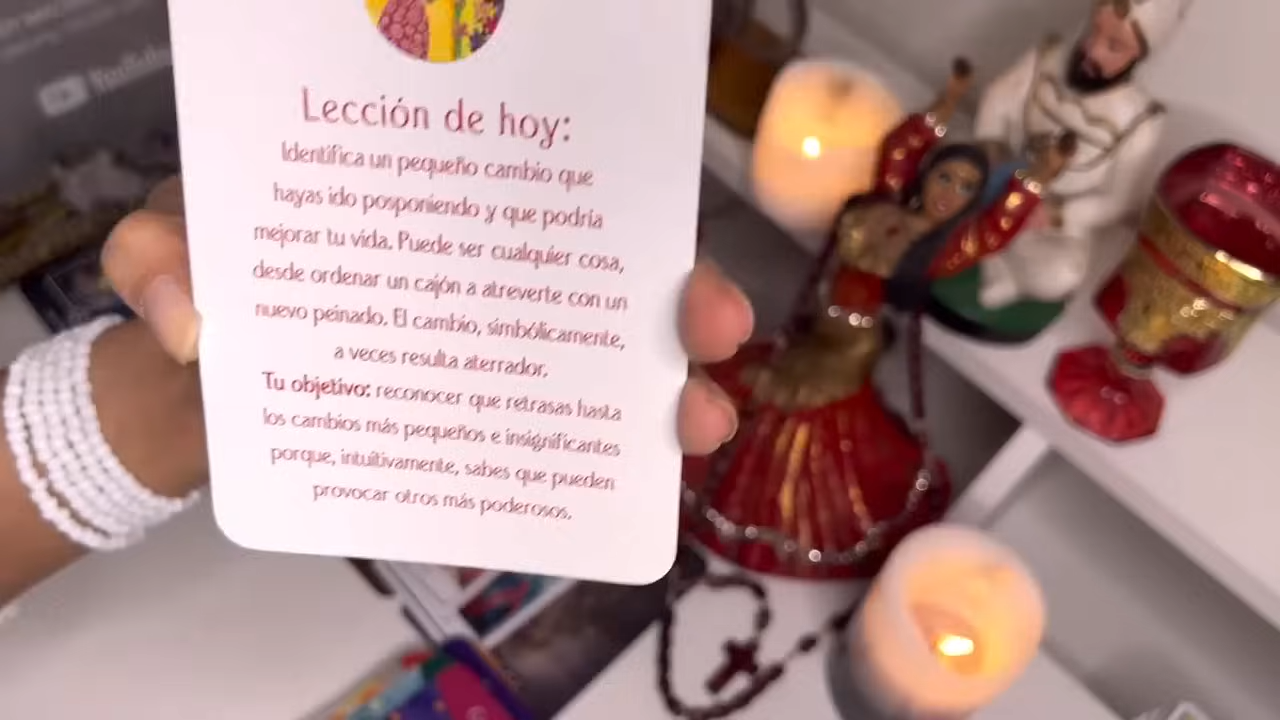 YouTube
Lección de hoy:
Identifica un pequeño cambio que
hayas ido posponiendo y que podría
mejorar tu vida. Puede ser cualquier cosa,
desde ordenar un cajón a atreverte con un
nuevo peinado. El cambio, simbólicamente,
a veces resulta aterrador.
Tu objetivo: reconocer que retrasas hasta
los cambios más pequeños e insignificantes
porque, intuitivamente, sabes que pueden
provocar otros más poderosos.